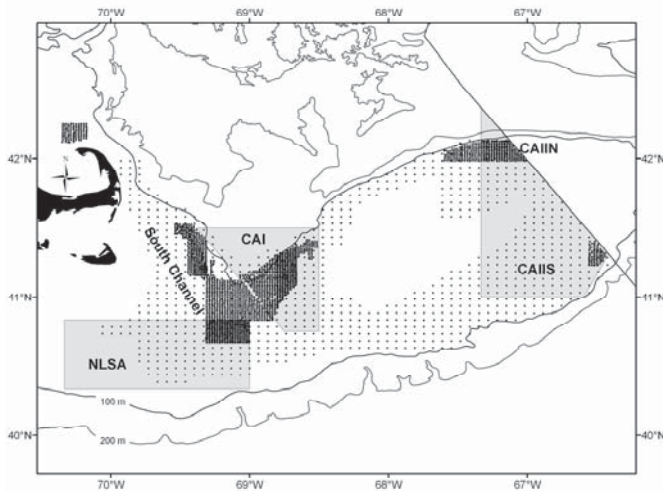 70°W
69°W
68°W
67°W
42°N
42°N
N
CAIIN
South Channel
CAI
CAIIS
41°N
41°N
NLSA
100 m
200 m
40°N
40°N
70°W
69°W
68°W
67°W